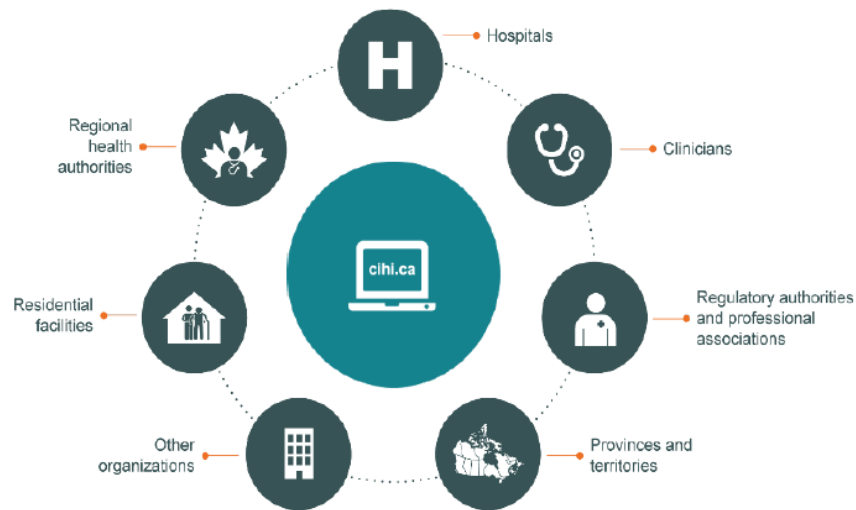 Hospitals
Clinicians
Regulatory authorities
and professional
associations
Provinces and
territories
Other
organizations
Residential
facilities
Regional
health
authorities
H
cihi.ca